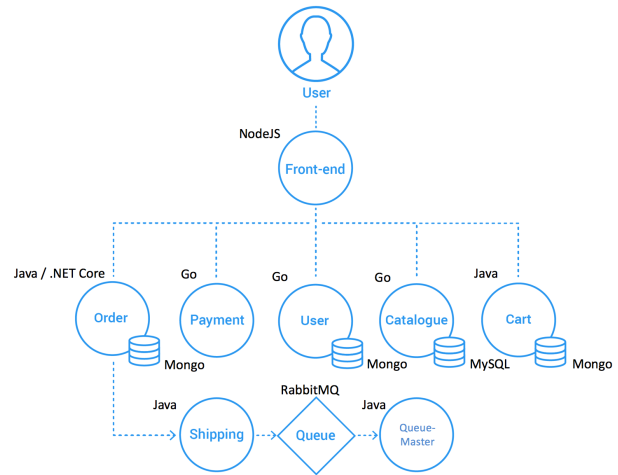 User
NodeJS
Front-end
Java / .NET Core
Go
Go
Go
Java
Order
Payment
User
Catalogue
Cart
Mongo
Mongo
MySQL
Mongo
Java
RabbitMQ
Java
Shipping
Queue
Queue-
Master